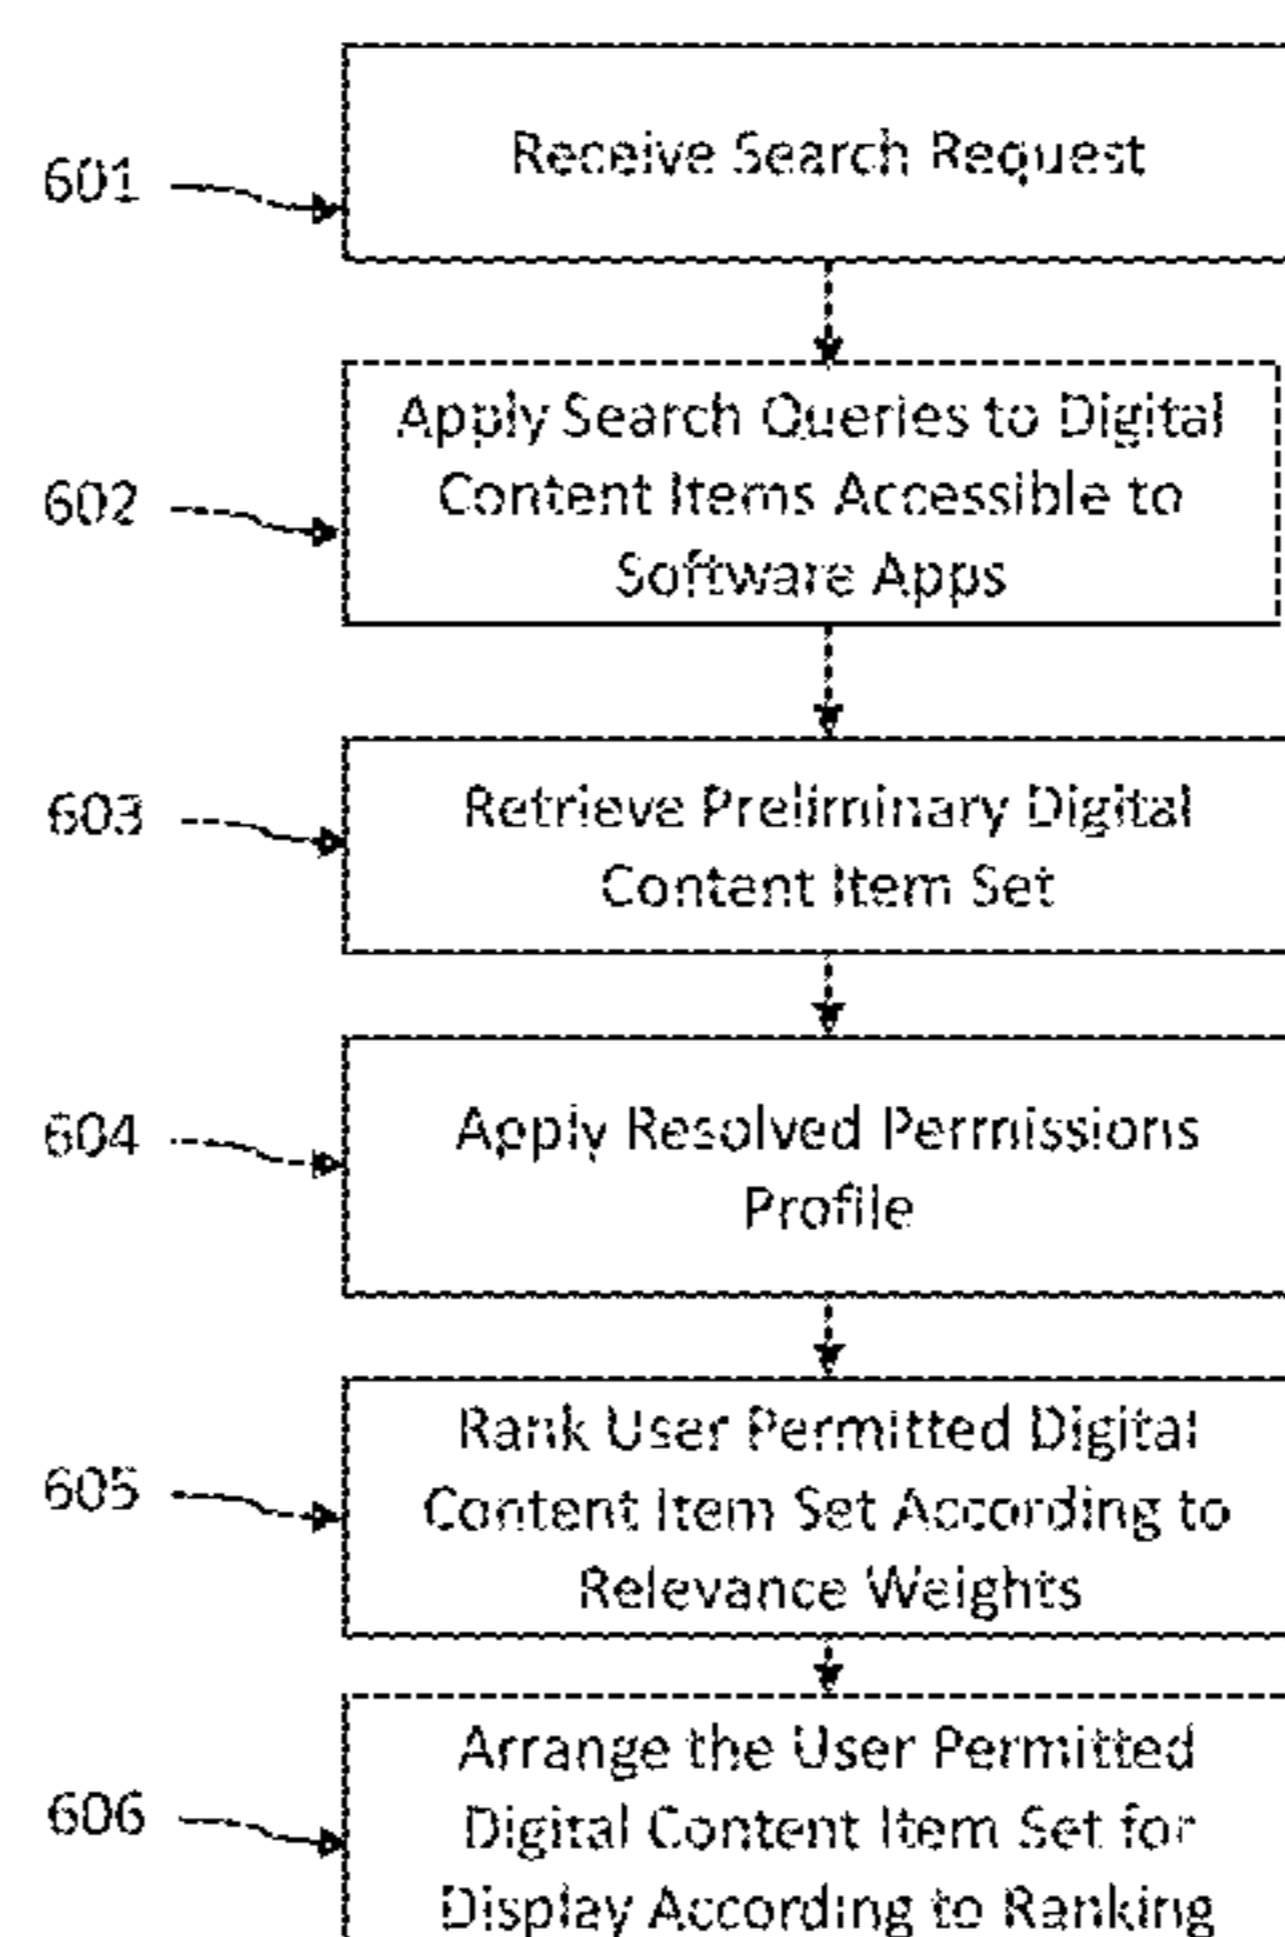 Receive Search Request
601
Apply Search Queries to Digital
Content Items Accessible to
Software Apps
602
Retrieve Preliminary Digital
Content Item Set
603
Apply Resolved Permissions
Profile
604
Rank User Permitted Digital
Content Item Set According to
Relevance Weights
605
Arrange the User Permitted
Digital Content Item Set for
Display According to Ranking
606